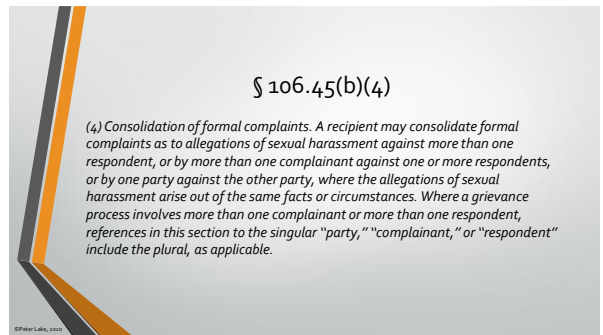 § 106.45(b)(4)
(4) Consolidation of formal complaints. A recipient may consolidate formal
complaints as to allegations of sexual harassment against more than one
respondent, or by more than one complainant against one or more respondents,
or by one party against the other party, where the allegations of sexual
harassment arise out of the same facts or circumstances. Where a grievance
process involves more than one complainant or more than one respondent,
references in this section to the singular “party,” “complainant,” or “respondent”
include the plural, as applicable.
©Peter Lake, 2020